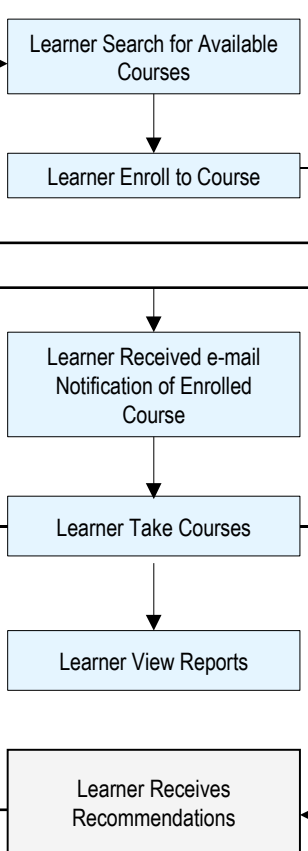 Learner Search for Available
Courses
Learner Enroll to Course
Learner Received e-mail
Notification of Enrolled
Course
Learner Take Courses
Learner View Reports
Learner Receives
Recommendations